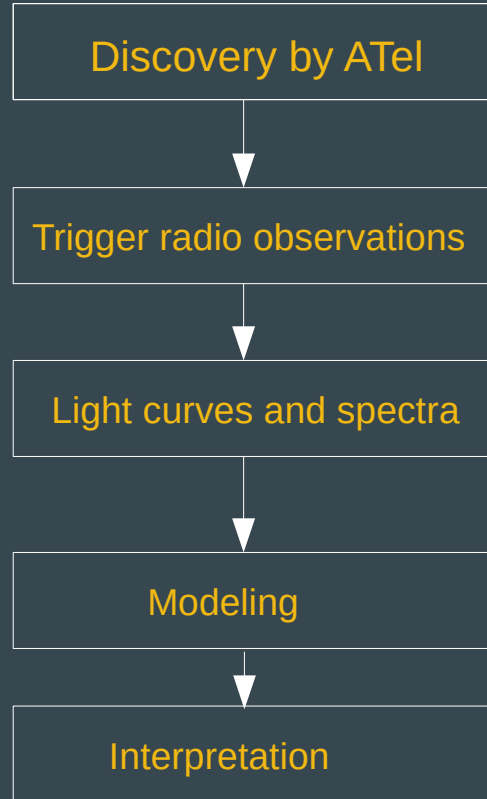 Discovery by ATel
Trigger radio observations
Light curves and spectra
Modeling
Interpretation